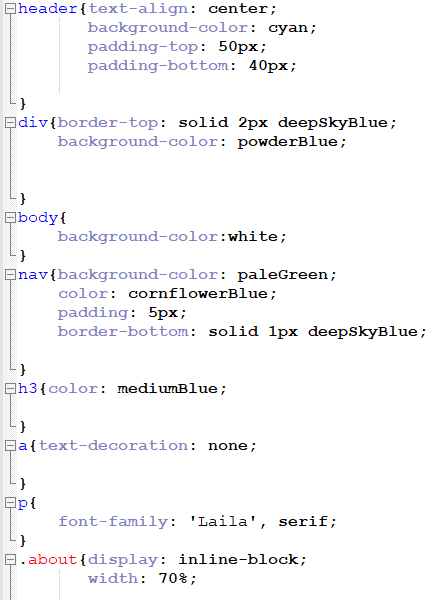 header{text-align: center;
background-color: cyan;
padding-top: 50px;
padding-bottom: 40px;
}
div{border-top: solid 2px deepSkyBlue;
background-color: powderBlue;
}
body{
background-color:white;
}
nav{background-color: paleGreen;
color: cornflowerBlue;
padding: 5px;
border-bottom: solid 1px deepSkyBlue;
}
h3{color: mediumBlue;
}
a{text-decoration: none;
}
p{
font-family: 'Laila', serif;
}
.about{display: inline-block;
width: 70%;